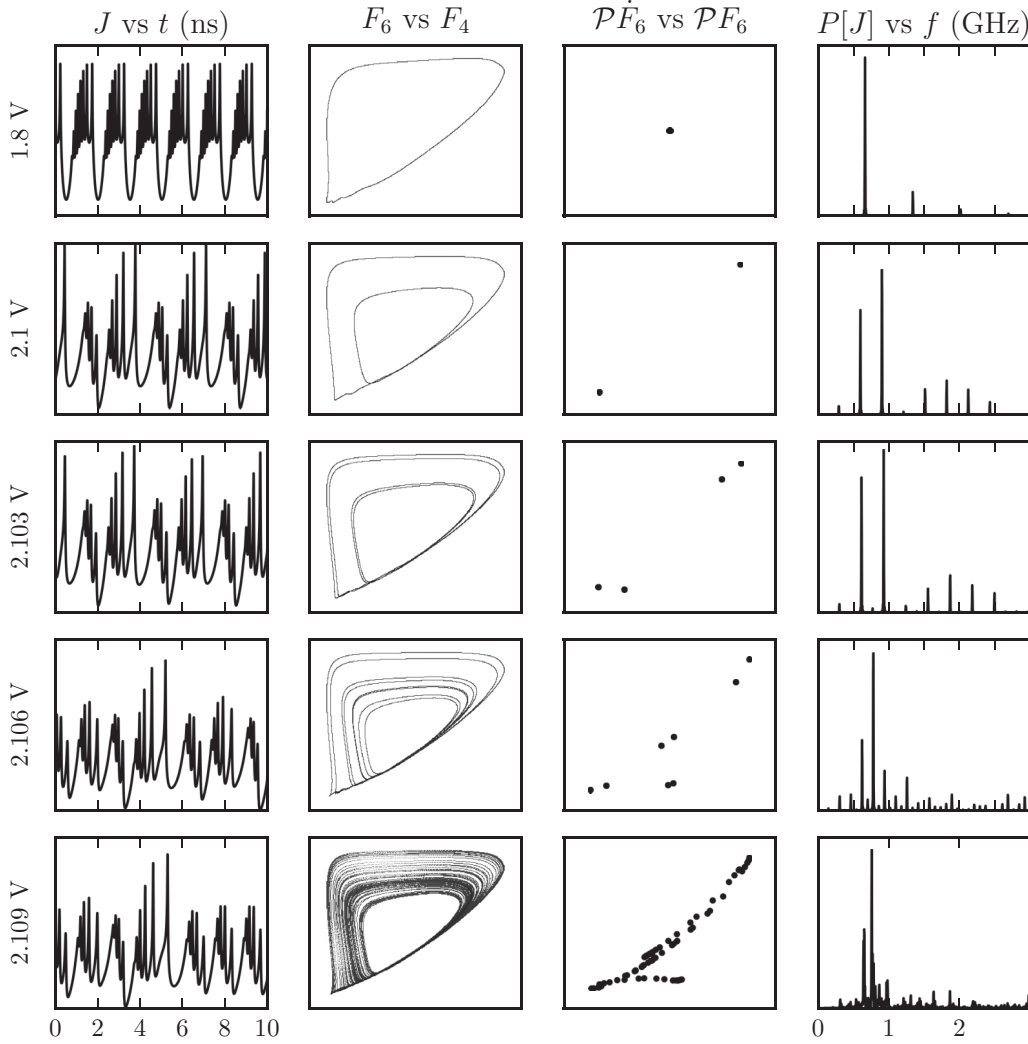 J vs t (ns)
F₆ vs F₄
𝒫Ḟ₆ vs 𝒫F₆
P[J] vs f (GHz)
1.8 V
2.1 V
2.103 V
2.106 V
2.109 V
0 2 4 6 8 10
0 1 2